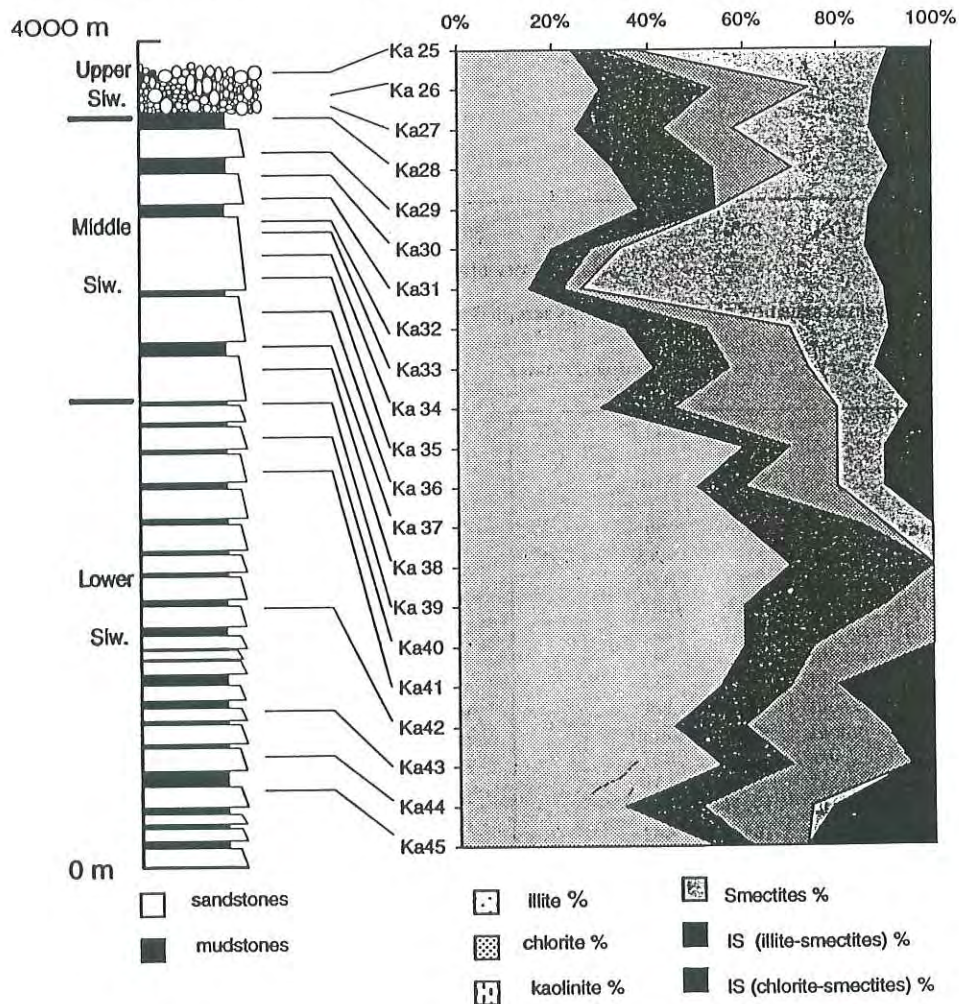 4000 m
0% 20% 40% 60% 80% 100%
Upper
Siw.
Middle
Siw.
Lower
Siw.
0 m
Ka 25
Ka 26
Ka27
Ka28
Ka29
Ka30
Ka31
Ka32
Ka33
Ka 34
Ka35
Ka 36
Ka 37
Ka 38
Ka 39
Ka40
Ka41
Ka42
Ka43
Ka44
Ka45
sandstones
mudstones
illite %
chlorite %
kaolinite %
Smectites %
IS (illite-smectites) %
IS (chlorite-smectites) %